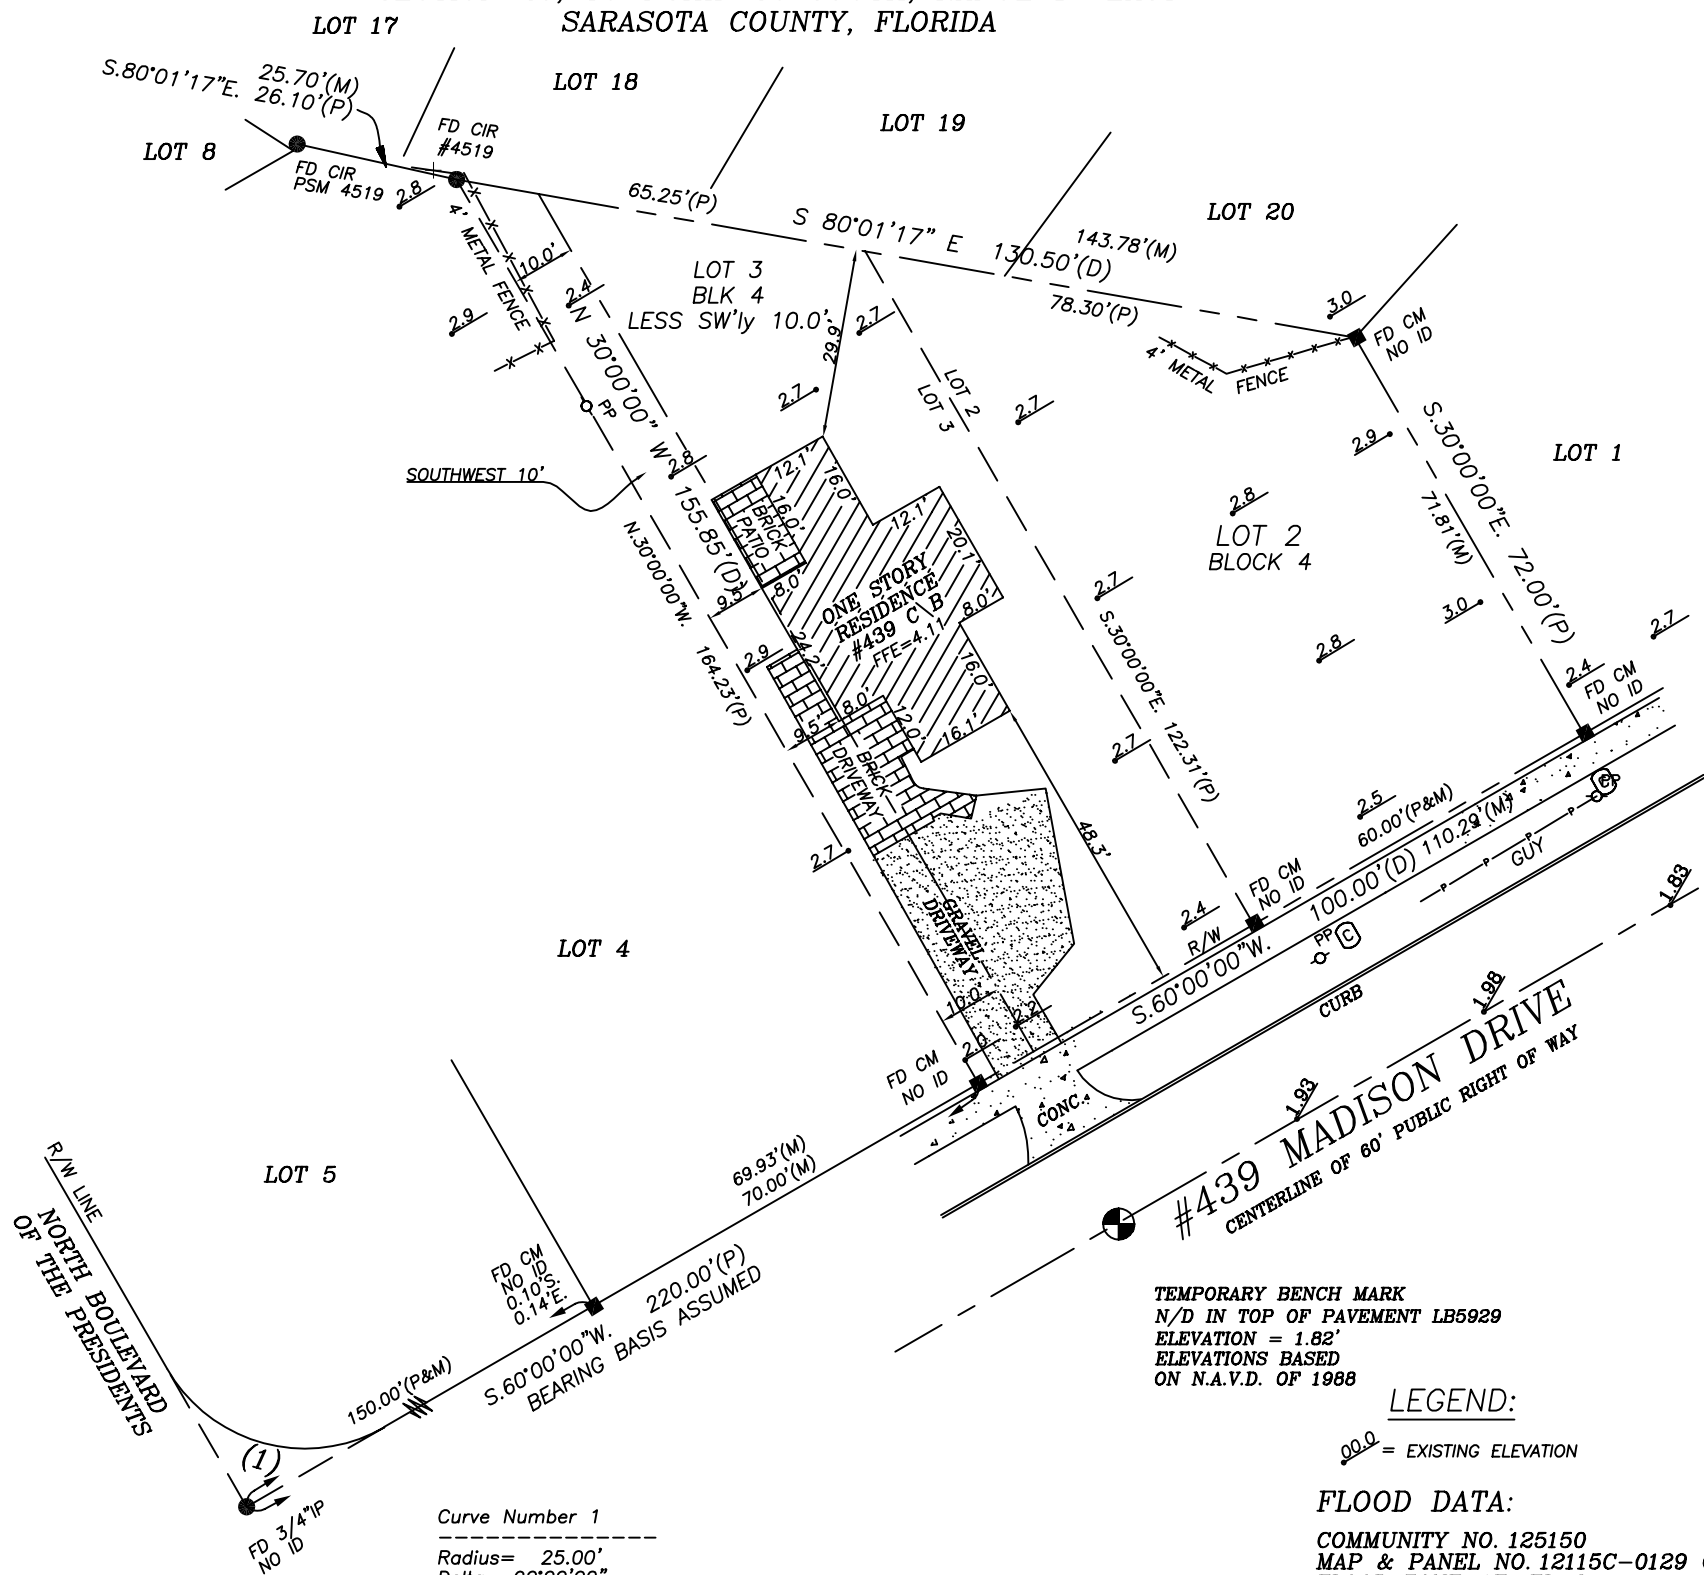 SARASOTA COUNTY, FLORIDA
LOT 17
LOT 18
LOT 19
LOT 20
LOT 8
S.80°01'17"E.
25.70'(M)
26.10'(P)
FD CIR
#4519
FD CIR
PSM 4519
2.8
65.25'(P)
S 80°01'17" E
130.50'(D)
143.78'(M)
78.30'(P)
4' METAL FENCE
10.0'
2.4
2.9
LOT 3
BLK 4
LESS SW'ly 10.0'
29.9'
2.7
2.7
LOT 2
LOT 3
2.7
3.0
FD CM
NO ID
4' METAL
FENCE
2.9
S.30°00'00"E. 72.00'(P)
71.81'(M)
LOT 1
N 30°00'00" W
155.85'(D)
PP
2.8
SOUTHWEST 10'
N.30°00'00"W.
164.23'(P)
12.1'
16.0'
16.0'
BRICK
PATIO
8.0'
12.1'
20.1'
8.0'
ONE STORY
RESIDENCE
#439 C B
FFE=4.11
24.2'
16.0'
9.5'
2.9
8.0'
12.0'
16.1'
9.5'
BRICK
DRIVEWAY
2.8
LOT 2
BLOCK 4
2.7
S.30°00'00"E.
122.31'(P)
3.0
2.8
2.7
2.4
FD CM
NO ID
2.7
2.5
60.00'(P&M)
100.00'(D) 110.29'(M)
CP
P
P
P
P
GUY
48.3'
2.7
GRAVEL
DRIVEWAY
2.4
FD CM
NO ID
R/W
S.60°00'00"W.
PP
C
1.83
CURB
1.98
10.0'
2.2
2.0
FD CM
NO ID
CONC.
1.93
#439 MADISON DRIVE
CENTERLINE OF 60' PUBLIC RIGHT OF WAY
LOT 4
LOT 5
R/W LINE
NORTH BOULEVARD
OF THE PRESIDENTS
69.93'(M)
70.00'(M)
FD CM
NO ID
0.10'S.
0.14'E.
220.00'(P)
S.60°00'00"W.
BEARING BASIS ASSUMED
150.00'(P&M)
(1)
FD 3/4"IP
NO ID
TEMPORARY BENCH MARK
N/D IN TOP OF PAVEMENT LB5929
ELEVATION = 1.82'
ELEVATIONS BASED
ON N.A.V.D. OF 1988
LEGEND:
00.0 = EXISTING ELEVATION
FLOOD DATA:
COMMUNITY NO. 125150
MAP & PANEL NO. 12115C-0129
Curve Number 1
--------------
Radius= 25.00'